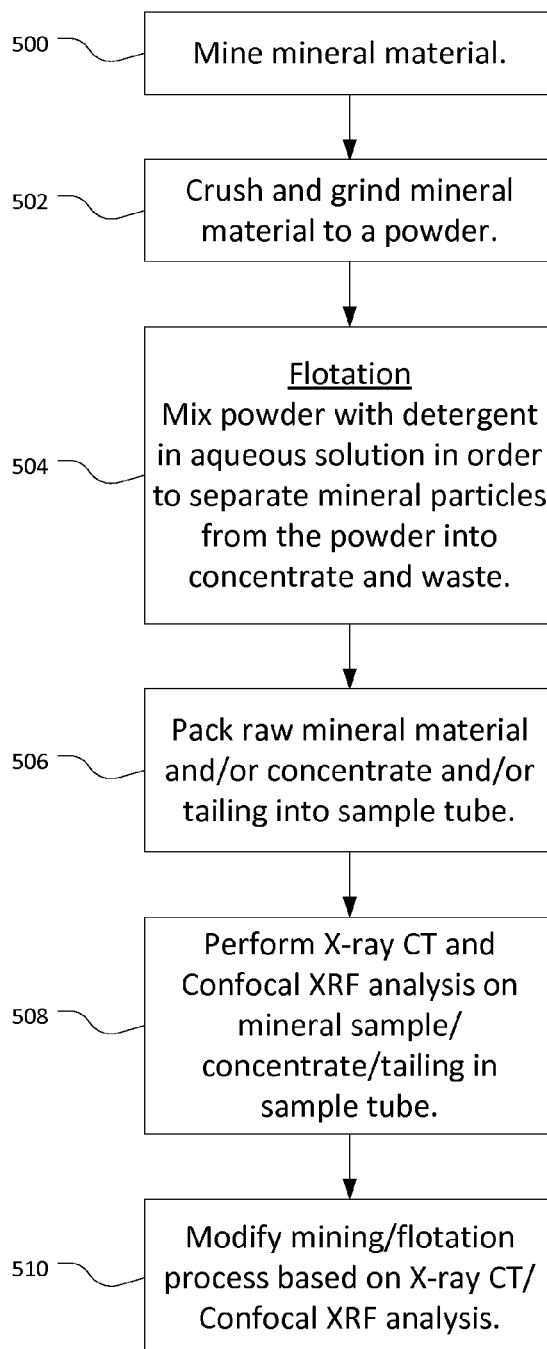 500
Mine mineral material.
502
Crush and grind mineral
material to a powder.
504
Flotation
Mix powder with detergent
in aqueous solution in order
to separate mineral particles
from the powder into
concentrate and waste.
506
Pack raw mineral material
and/or concentrate and/or
tailing into sample tube.
508
Perform X-ray CT and
Confocal XRF analysis on
mineral sample/
concentrate/tailing in
sample tube.
510
Modify mining/flotation
process based on X-ray CT/
Confocal XRF analysis.